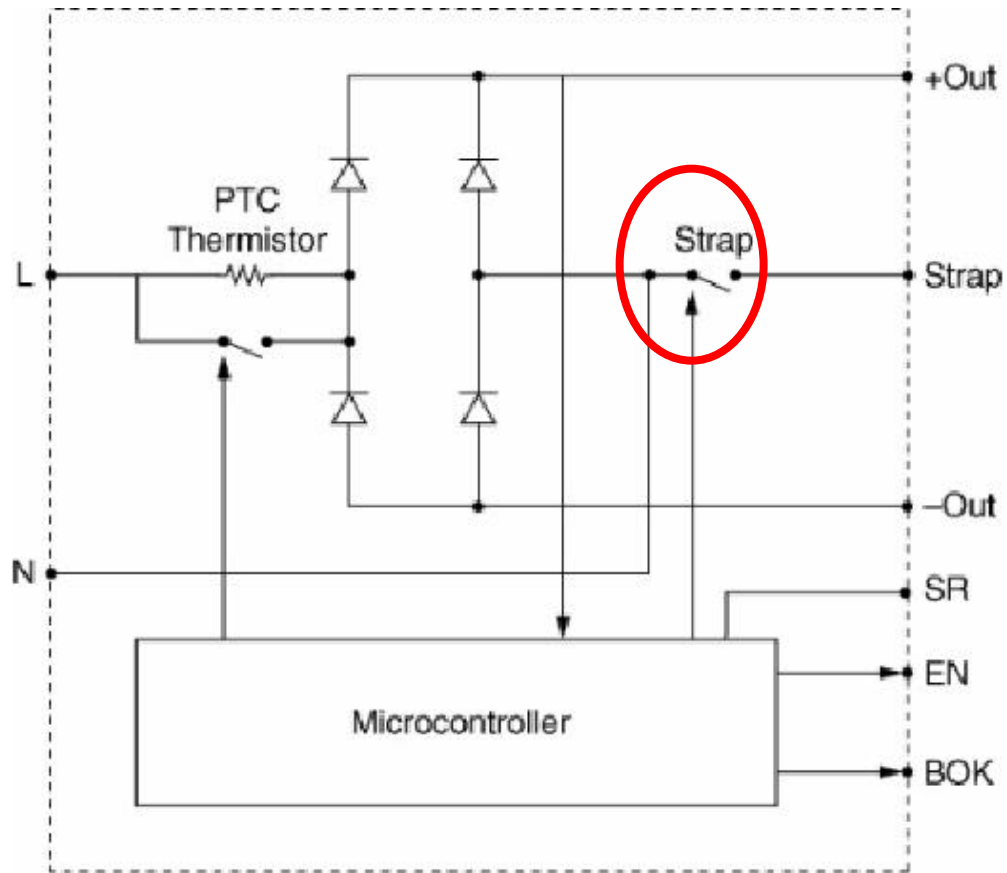 +Out
PTC
Thermistor
Strap
L
Strap
–Out
N
SR
EN
Microcontroller
BOK